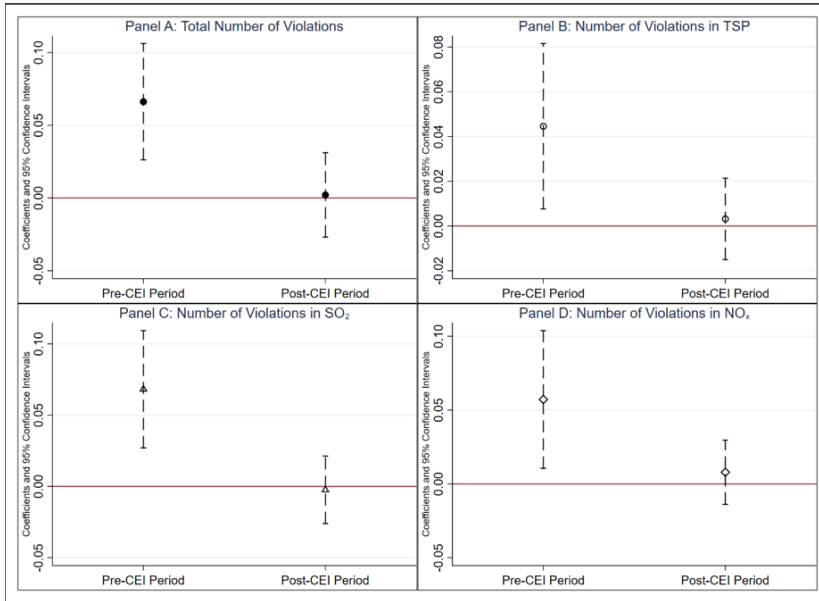 Panel A: Total Number of Violations
Coefficients and 95% Confidence Intervals
0.10
0.05
0.00
-0.05
Pre-CEI Period
Post-CEI Period
Panel B: Number of Violations in TSP
Coefficients and 95% Confidence Intervals
0.08
0.06
0.04
0.02
0.00
-0.02
Pre-CEI Period
Post-CEI Period
Panel C: Number of Violations in SO₂
Coefficients and 95% Confidence Intervals
0.10
0.05
0.00
-0.05
Pre-CEI Period
Post-CEI Period
Panel D: Number of Violations in NOₓ
Coefficients and 95% Confidence Intervals
0.10
0.05
0.00
-0.05
Pre-CEI Period
Post-CEI Period